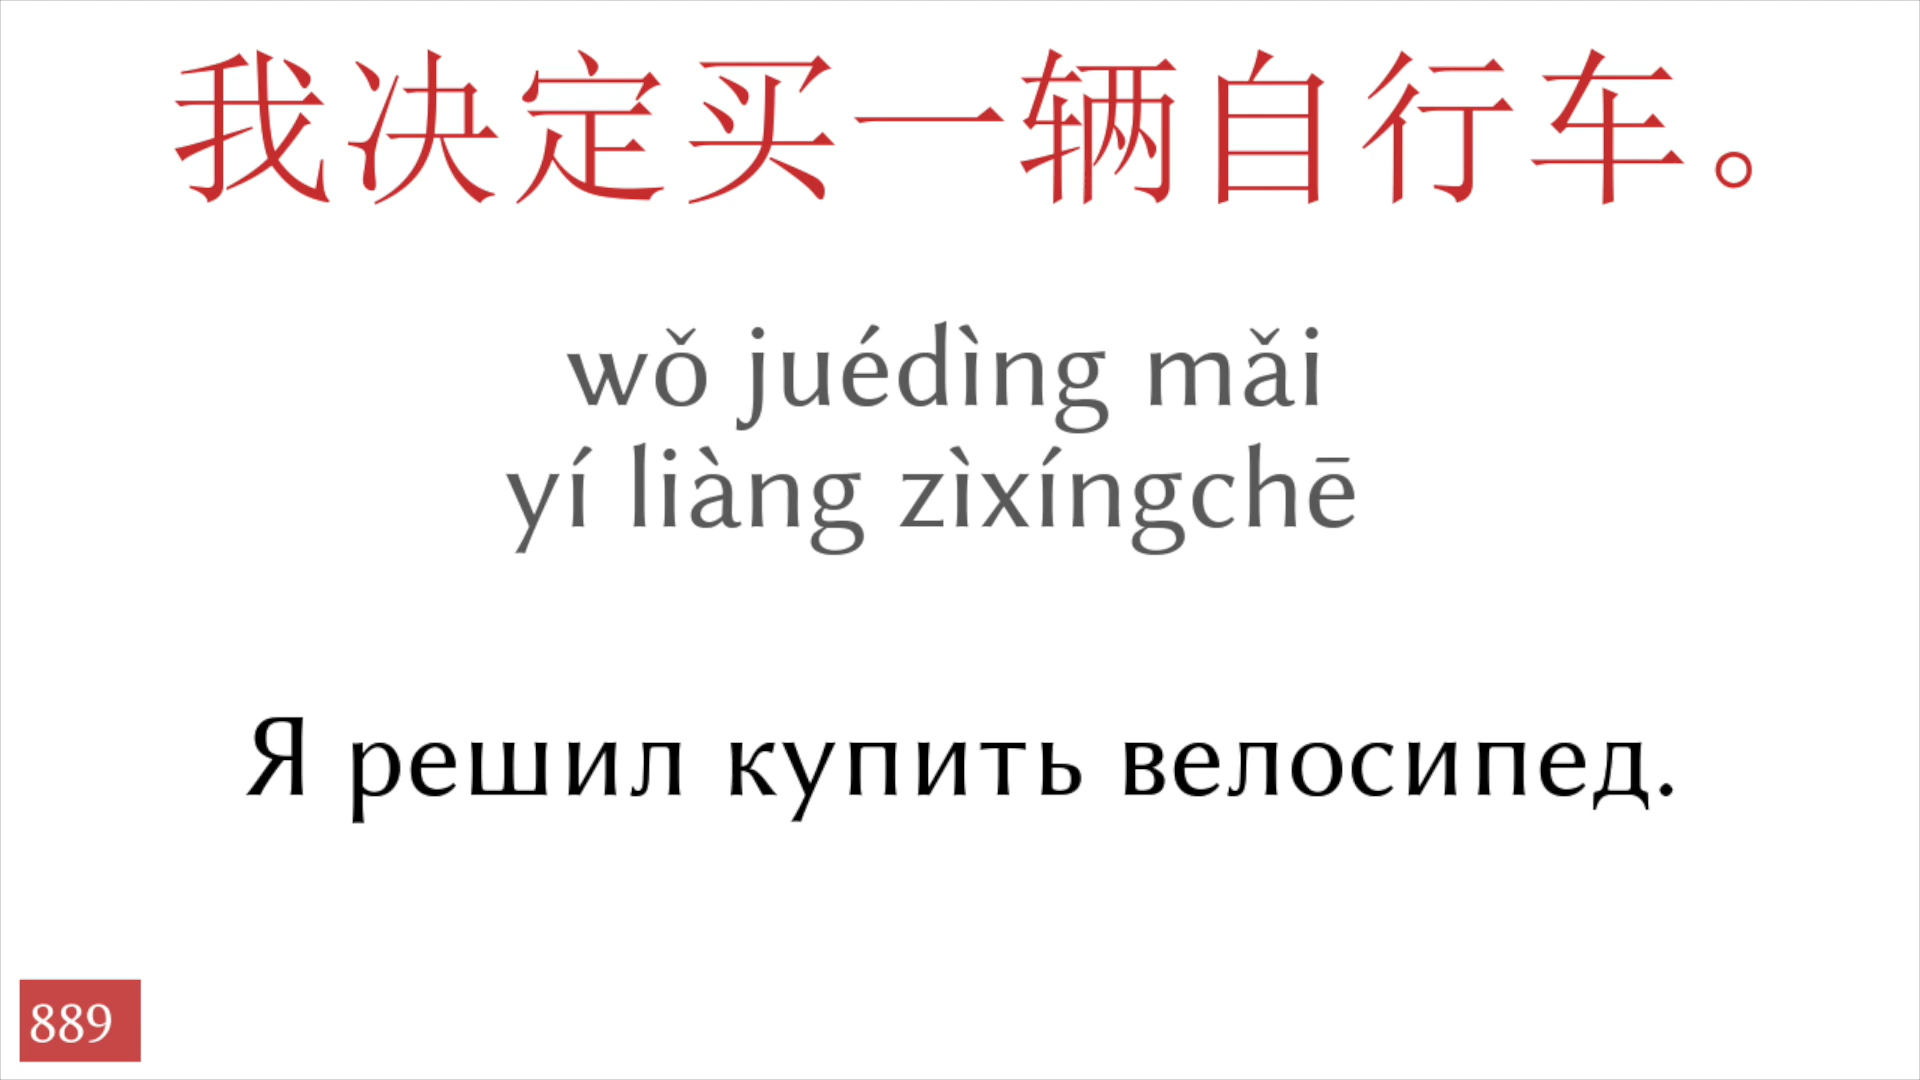 我决定买一辆自行车。
wǒ juédìng mǎi
yí liàng zìxíngchē
Я решил купить велосипед.
889